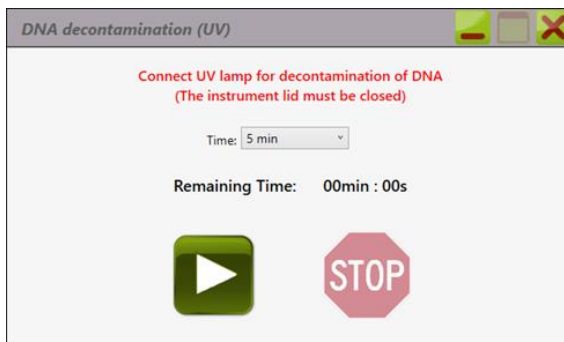 DNA decontamination (UV)
Connect UV lamp for decontamination of DNA
(The instrument lid must be closed)
Time: 5 min
Remaining Time: 00min : 00s
STOP